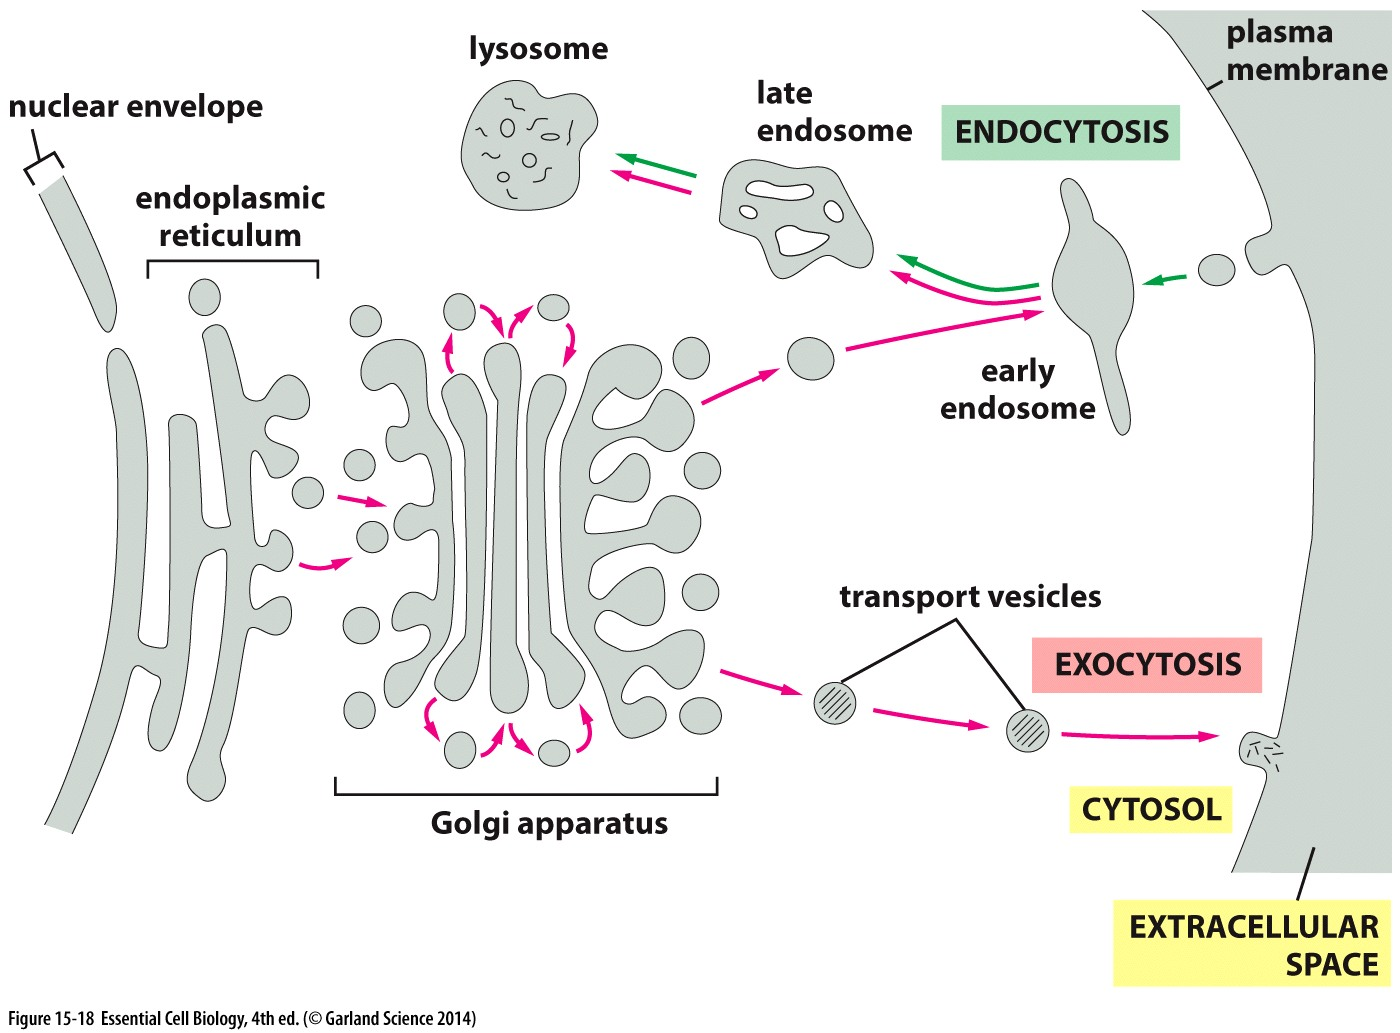 lysosome
nuclear envelope
endoplasmic
reticulum
late
endosome
ENDOCYTOSIS
plasma
membrane
early
endosome
transport vesicles
EXOCYTOSIS
CYTOSOL
Golgi apparatus
EXTRACELLULAR
SPACE
Figure 15-18 Essential Cell Biology, 4th ed. (© Garland Science 2014)